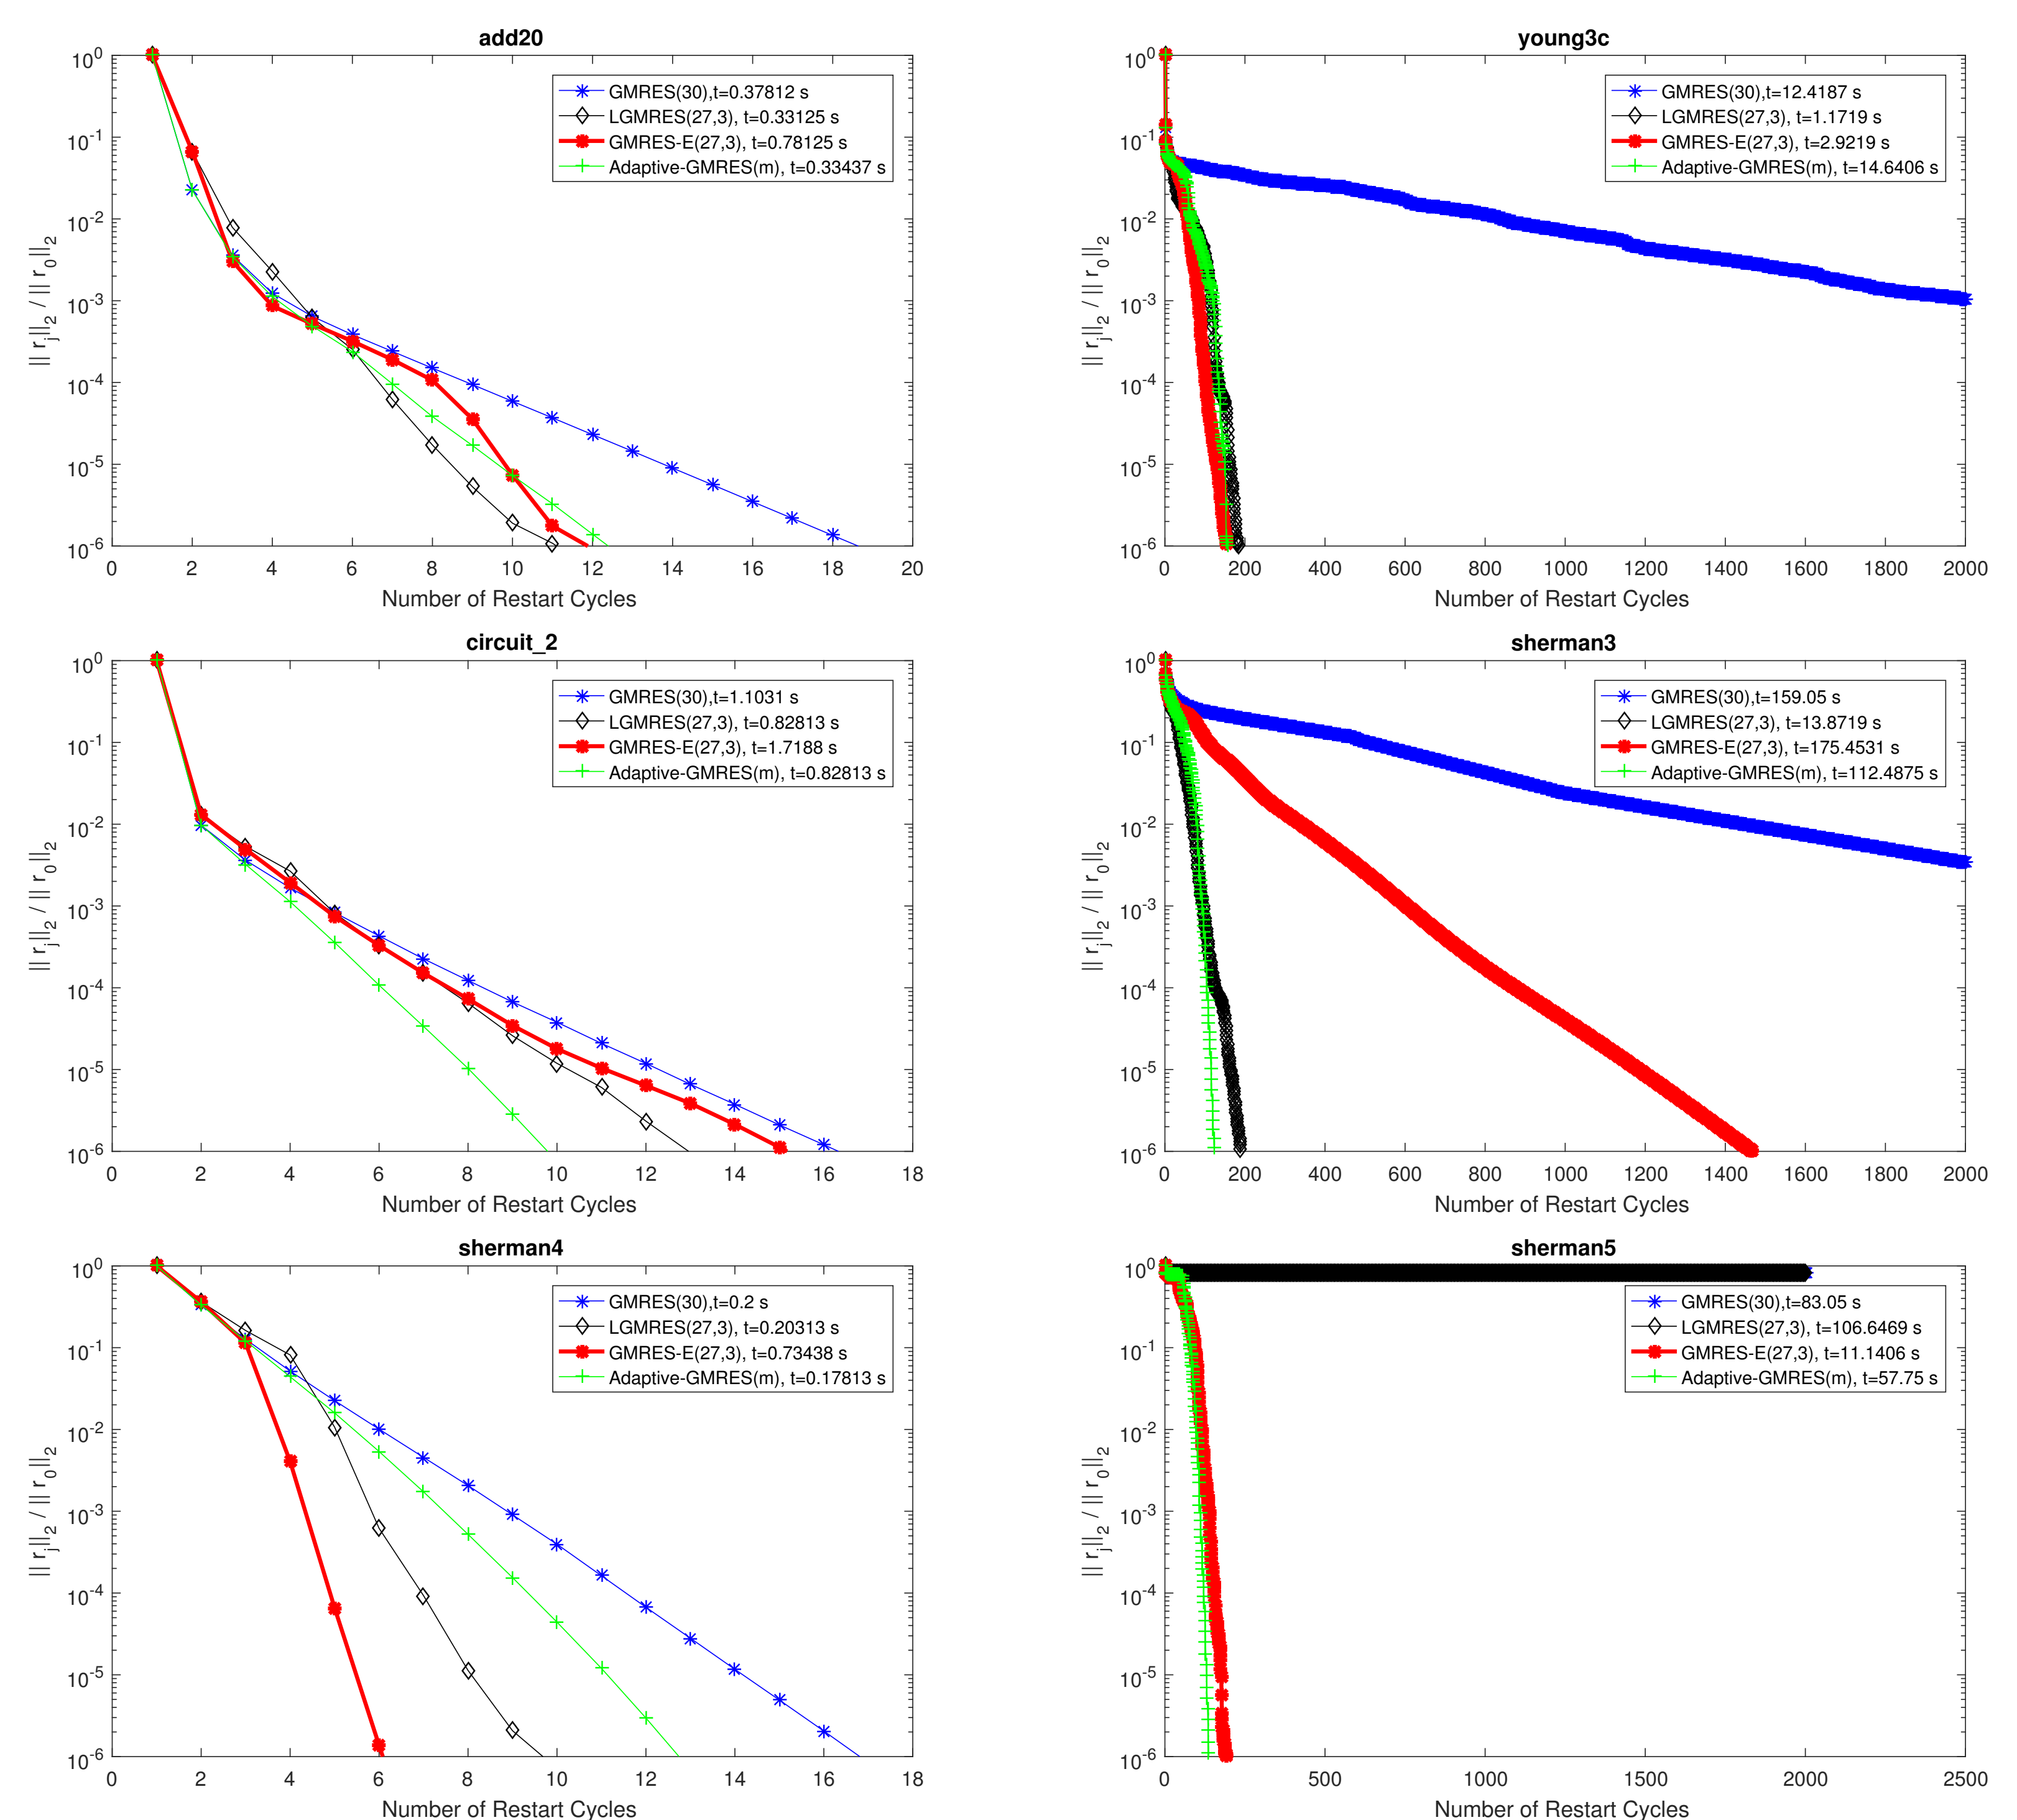 add20
10^0
10^-1
10^-2
10^-3
10^-4
10^-5
10^-6
|| r_j||_2 / || r_0||_2
GMRES(30),t=0.37812 s
LGMRES(27,3), t=0.33125 s
GMRES-E(27,3), t=0.78125 s
Adaptive-GMRES(m), t=0.33437 s
0 2 4 6 8 10 12 14 16 18 20
Number of Restart Cycles
young3c
10^0
10^-1
10^-2
10^-3
10^-4
10^-5
10^-6
|| r_j||_2 / || r_0||_2
GMRES(30),t=12.4187 s
LGMRES(27,3), t=1.1719 s
GMRES-E(27,3), t=2.9219 s
Adaptive-GMRES(m), t=14.6406 s
0 200 400 600 800 1000 1200 1400 1600 1800 2000
Number of Restart Cycles
circuit_2
10^0
10^-1
10^-2
10^-3
10^-4
10^-5
10^-6
|| r_j||_2 / || r_0||_2
GMRES(30),t=1.1031 s
LGMRES(27,3), t=0.82813 s
GMRES-E(27,3), t=1.7188 s
Adaptive-GMRES(m), t=0.82813 s
0 2 4 6 8 10 12 14 16 18
Number of Restart Cycles
sherman3
10^0
10^-1
10^-2
10^-3
10^-4
10^-5
10^-6
|| r_j||_2 / || r_0||_2
GMRES(30),t=159.05 s
LGMRES(27,3), t=13.8719 s
GMRES-E(27,3), t=175.4531 s
Adaptive-GMRES(m), t=112.4875 s
0 200 400 600 800 1000 1200 1400 1600 1800 2000
Number of Restart Cycles
sherman4
10^0
10^-1
10^-2
10^-3
10^-4
10^-5
10^-6
|| r_j||_2 / || r_0||_2
GMRES(30),t=0.2 s
LGMRES(27,3), t=0.20313 s
GMRES-E(27,3), t=0.73438 s
Adaptive-GMRES(m), t=0.17813 s
0 2 4 6 8 10 12 14 16 18
Number of Restart Cycles
sherman5
10^0
10^-1
10^-2
10^-3
10^-4
10^-5
10^-6
|| r_j||_2 / || r_0||_2
GMRES(30),t=83.05 s
LGMRES(27,3), t=106.6469 s
GMRES-E(27,3), t=11.1406 s
Adaptive-GMRES(m), t=57.75 s
0 500 1000 1500 2000 2500
Number of Restart Cycles